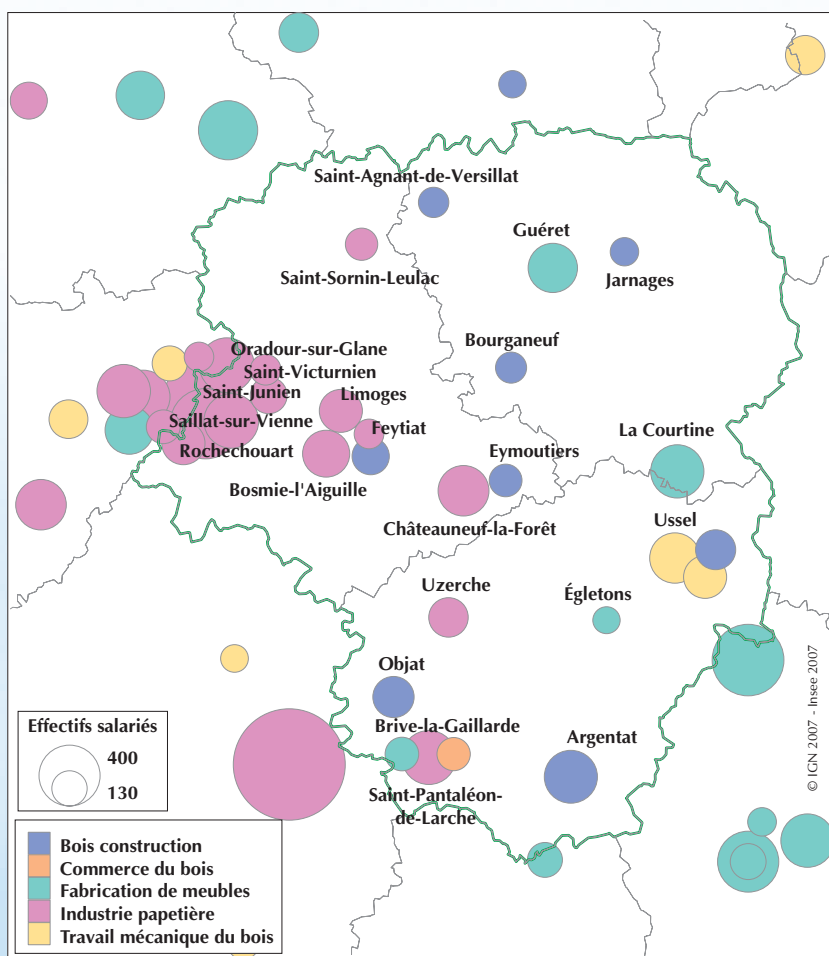 Saint-Agnant-de-Versillat
Guéret
Saint-Sornin-Leulac
Jarnages
Bourganeuf
Oradour-sur-Glane
Saint-Victurnien
Saint-Junien
Limoges
Saillat-sur-Vienne
Feytiat
La Courtine
Rochechouart
Eymoutiers
Bosmie-l'Aiguille
Châteauneuf-la-Forêt
Ussel
Uzerche
Égletons
Objat
Brive-la-Gaillarde
Argentat
Saint-Pantaléon-
de-Larche
© IGN 2007 - Insee 2007
Effectifs salariés
400
130
Bois construction
Commerce du bois
Fabrication de meubles
Industrie papetière
Travail mécanique du bois